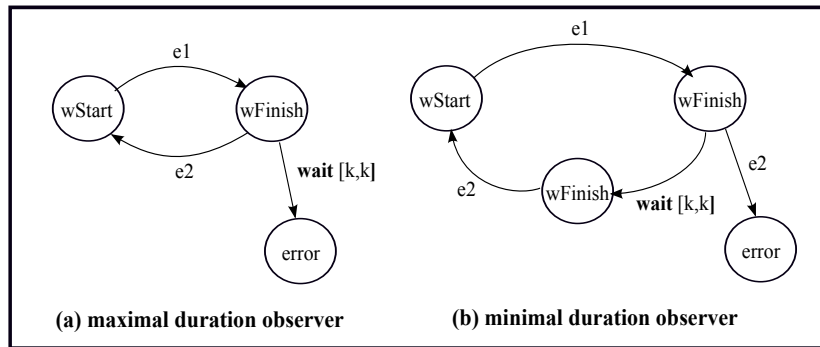 e1
wStart
wFinish
e2
wait [k,k]
error
(a) maximal duration observer
e1
wStart
wFinish
wFinish
e2
e2
wait [k,k]
error
(b) minimal duration observer